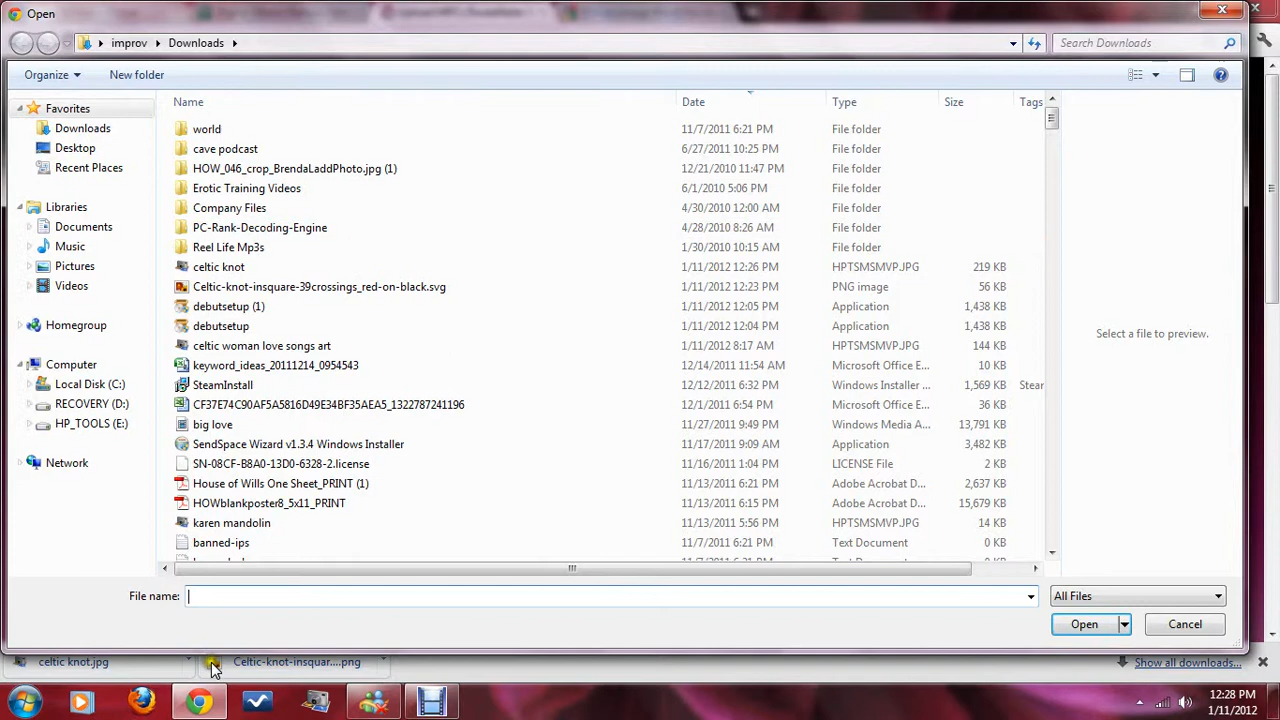 Open
improv Downloads Search Downloads
Organize New folder
Name Date Type Size Tags
Favorites
Downloads
Desktop
Recent Places
Libraries
Documents
Music
Pictures
Videos
Homegroup
Computer
Local Disk (C:)
RECOVERY (D:)
HP_TOOLS (E:)
Network
world 11/7/2011 6:21 PM File folder
cave podcast 6/27/2011 10:25 PM File folder
HOW_046_crop_BrendaLaddPhoto.jpg (1) 12/21/2010 11:47 PM File folder
Erotic Training Videos 6/1/2010 5:06 PM File folder
Company Files 4/30/2010 12:00 AM File folder
PC-Rank-Decoding-Engine 4/28/2010 8:26 AM File folder
Reel Life Mp3s 1/30/2010 10:15 AM File folder
celtic knot 1/11/2012 12:26 PM HPTSMSMVP.JPG 219 KB
Celtic-knot-insquare-39crossings_red-on-black.svg 1/11/2012 12:23 PM PNG image 56 KB
debutsetup (1) 1/11/2012 12:05 PM Application 1,438 KB
debutsetup 1/11/2012 12:04 PM Application 1,438 KB
celtic woman love songs art 1/11/2012 8:17 AM HPTSMSMVP.JPG 144 KB
keyword_ideas_20111214_0954543 12/14/2011 11:54 AM Microsoft Office E... 10 KB
SteamInstall 12/12/2011 6:32 PM Windows Installer ... 1,569 KB Stear
CF37E74C90AF5A5816D49E34BF35AEA5_1322787241196 12/1/2011 6:54 PM Microsoft Office E... 36 KB
big love 11/27/2011 9:49 PM Windows Media A... 13,791 KB
SendSpace Wizard v1.3.4 Windows Installer 11/17/2011 9:09 AM Application 3,482 KB
SN-08CF-B8A0-13D0-6328-2.license 11/16/2011 1:04 PM LICENSE File 2 KB
House of Wills One Sheet_PRINT (1) 11/13/2011 6:21 PM Adobe Acrobat D... 2,637 KB
HOWblankposter8_5x11_PRINT 11/13/2011 6:15 PM Adobe Acrobat D... 15,679 KB
karen mandolin 11/13/2011 5:56 PM HPTSMSMVP.JPG 14 KB
banned-ips 11/7/2011 6:21 PM Text Document 0 KB
Select a file to preview.
File name: All Files
Open Cancel
celtic knot.jpg Celtic-knot-insquar....png Show all downloads...
12:28 PM
1/11/2012